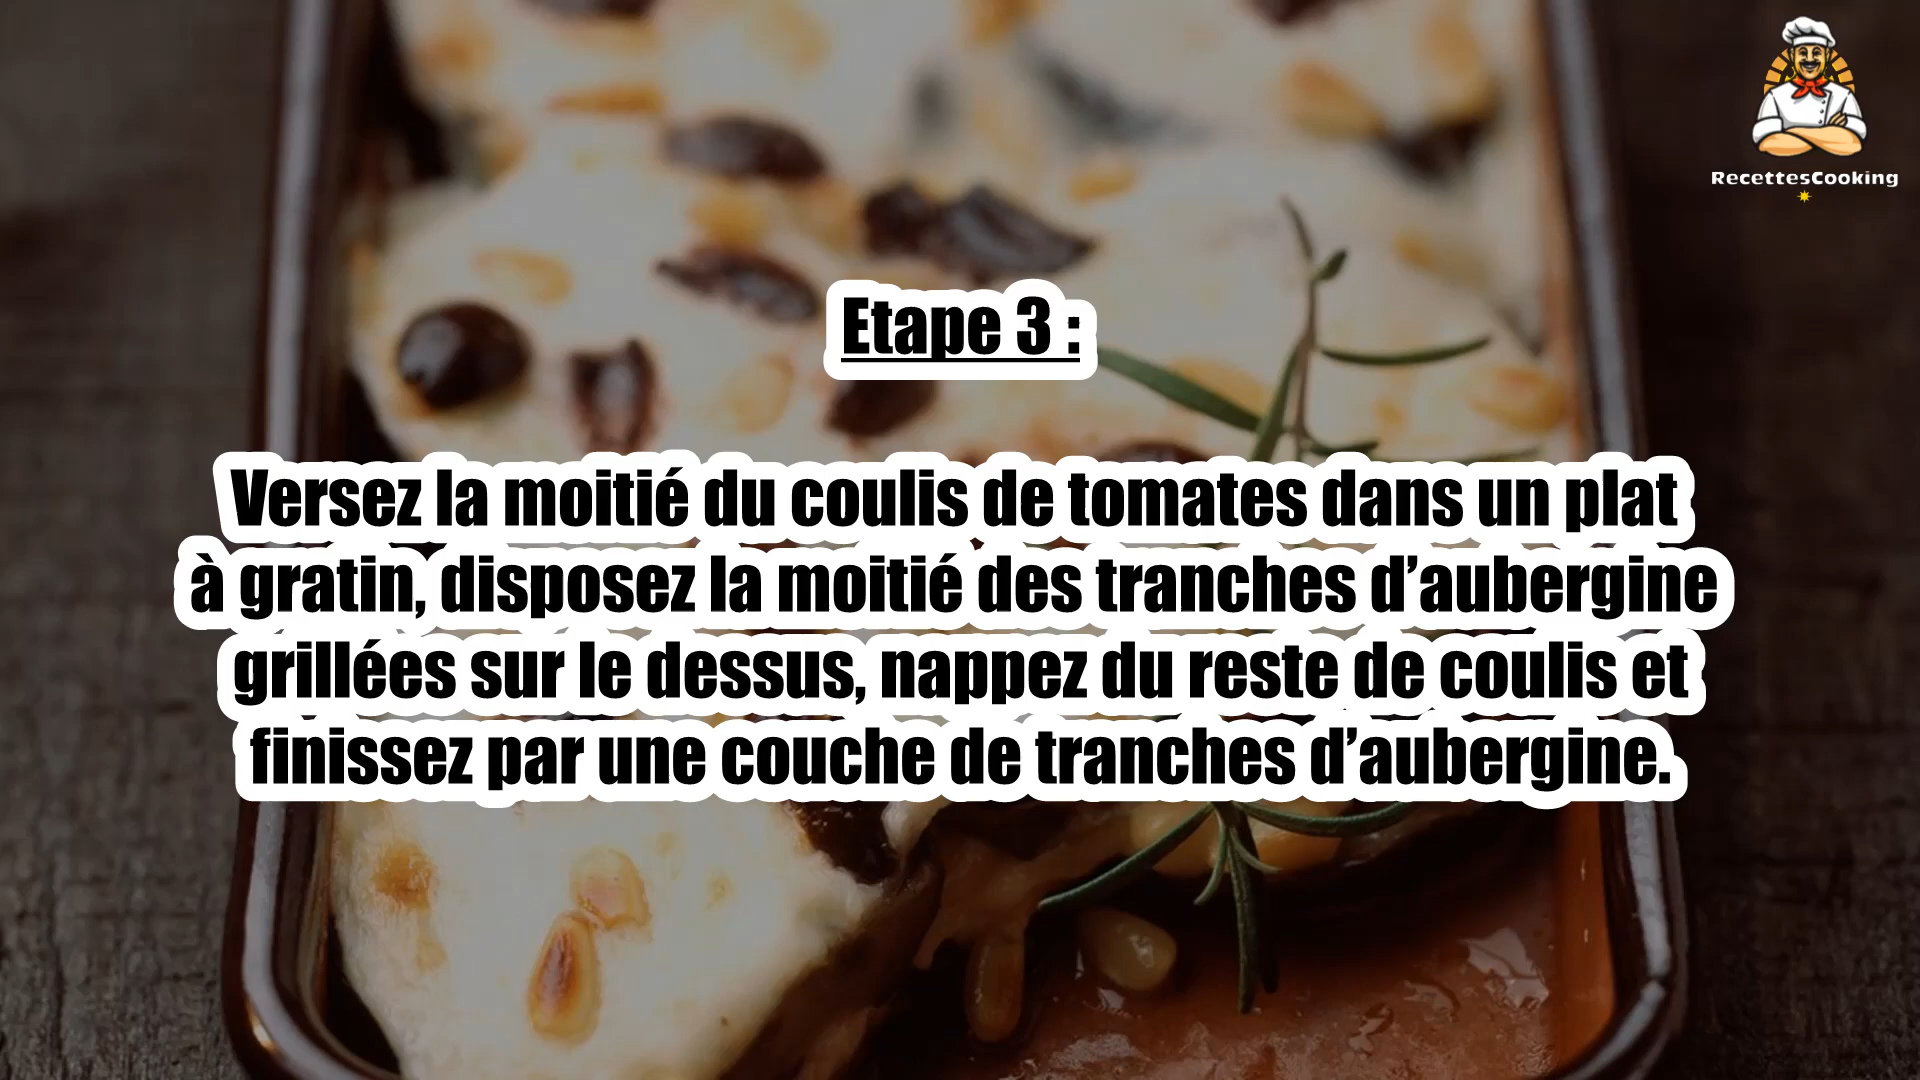 RecettesCooking
Etape 3 :
Versez la moitié du coulis de tomates dans un plat
à gratin, disposez la moitié des tranches d’aubergine
grillées sur le dessus, nappez du reste de coulis et
finissez par une couche de tranches d’aubergine.